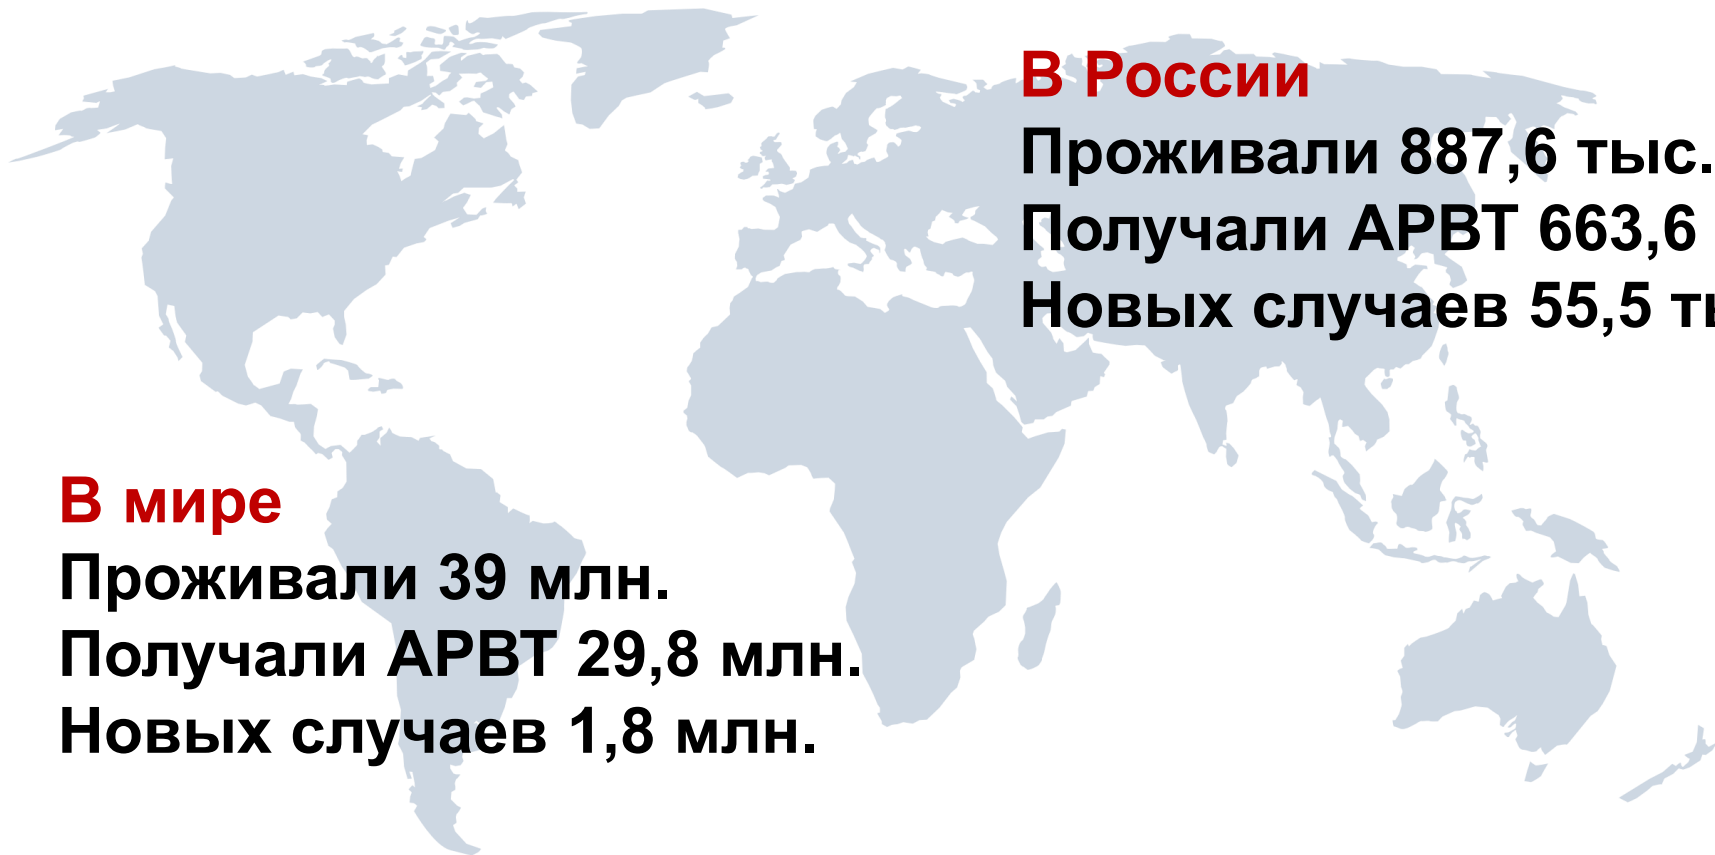 В России
Проживали 887,6 тыс.
Получали АРВТ 663,6
Новых случаев 55,5
В мире
Проживали 39 млн.
Получали АРВТ 29,8 млн.
Новых случаев 1,8 млн.